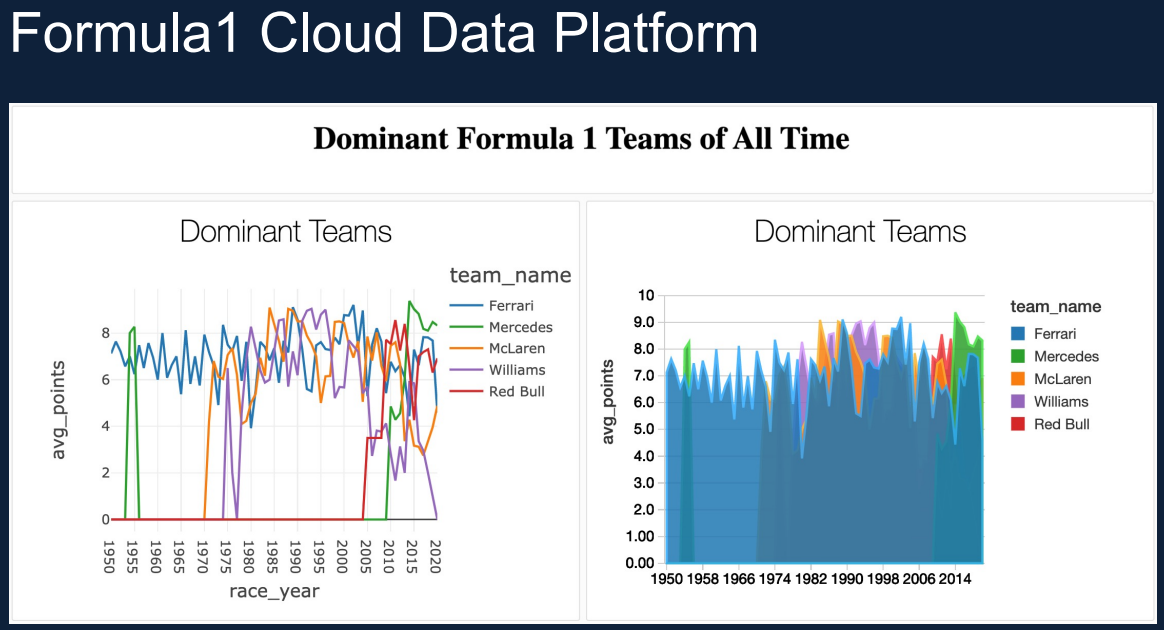 Formula1 Cloud Data Platform
Dominant Formula 1 Teams of All Time
Dominant Teams
team_name
Ferrari
Mercedes
McLaren
Williams
Red Bull
avg_points
8
6
4
2
0
1950 1955 1960 1965 1970 1975 1980 1985 1990 1995 2000 2005 2010 2015 2020
race_year
Dominant Teams
team_name
Ferrari
Mercedes
McLaren
Williams
Red Bull
avg_points
10
9.0
8.0
7.0
6.0
5.0
4.0
3.0
2.0
1.00
0.00
1950 1958 1966 1974 1982 1990 1998 2006 2014